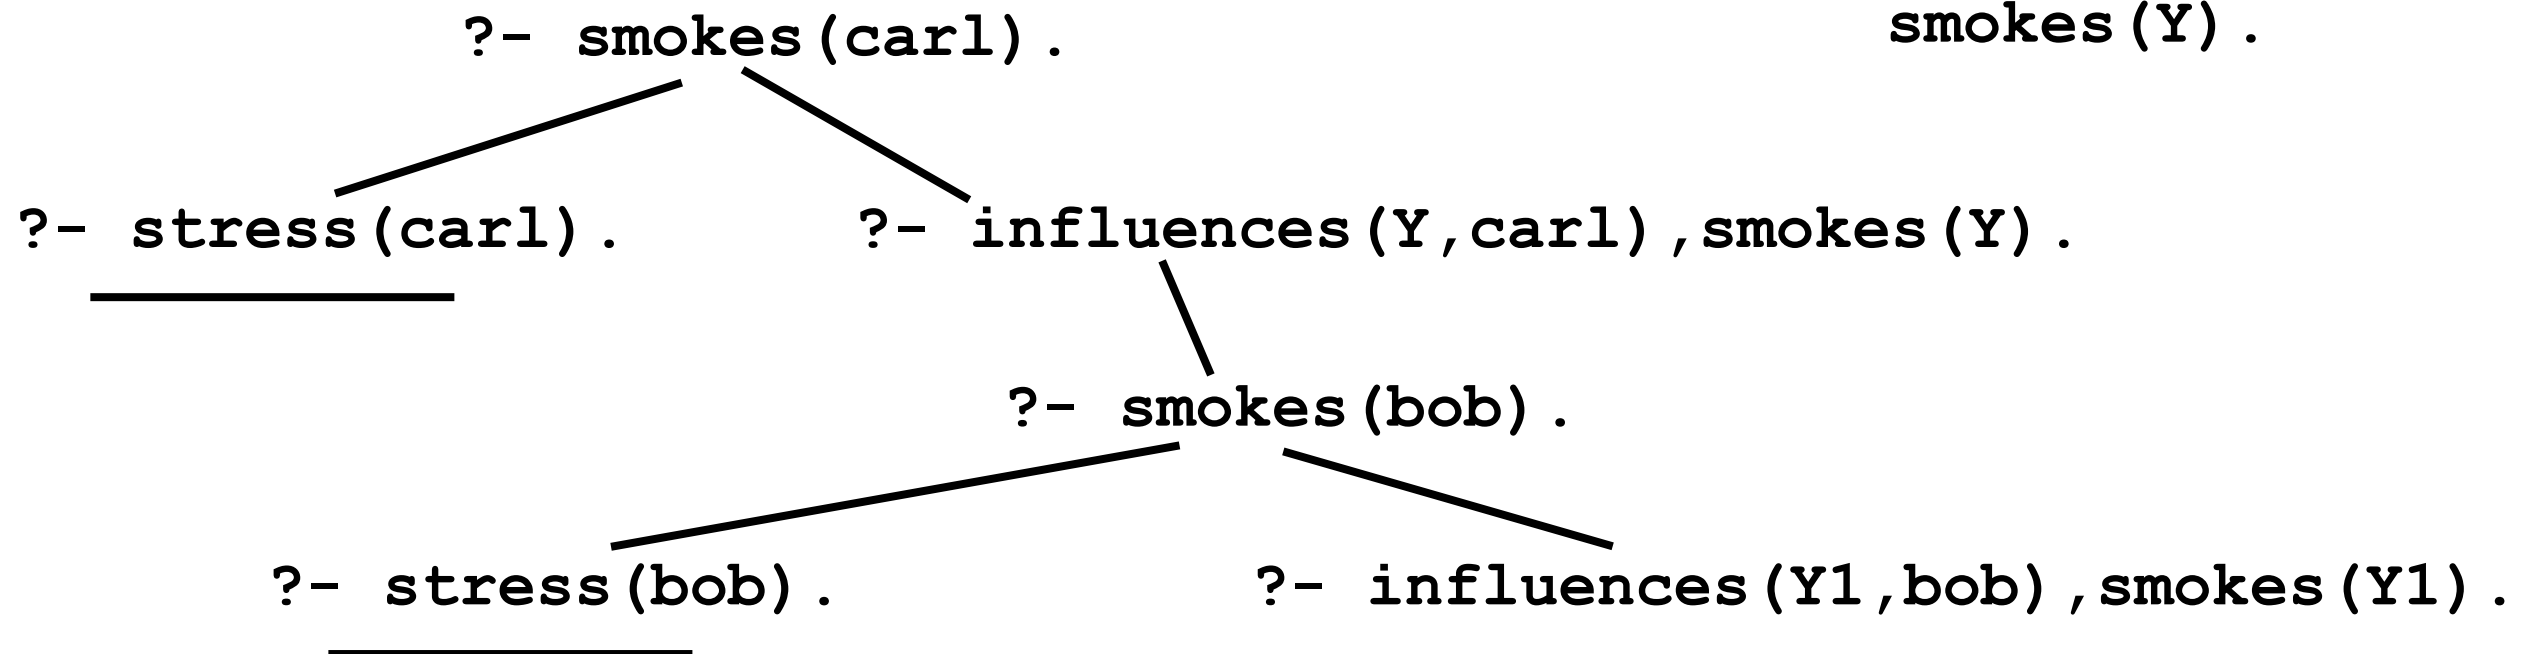 ?- smokes(carl).
smokes(Y).
?- stress(carl).
?- influences(Y,carl),smokes(Y).
?- smokes(bob).
?- stress(bob).
?- influences(Y1,bob),smokes(Y1).